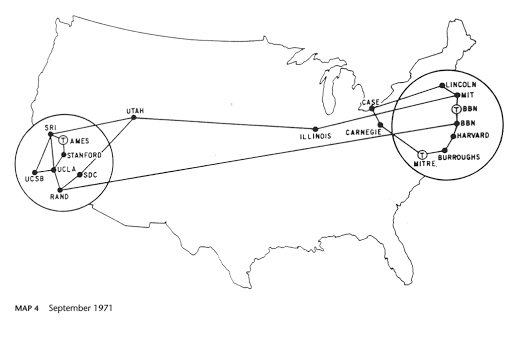 UTAH
SRI
T AMES
STANFORD
UCLA
UCSB
SDC
RAND
ILLINOIS
CASE
CARNEGIE
LINCOLN
MIT
T BBN
BBN
HARVARD
BURROUGHS
T
MITRE
MAP 4 September 1971